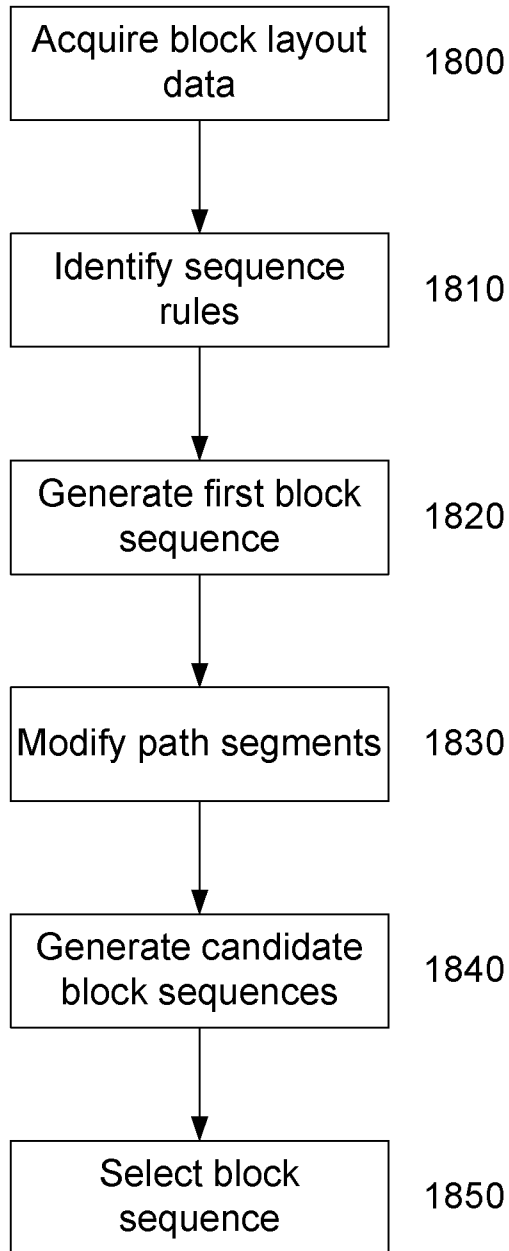 Acquire block layout
data
1800
Identify sequence
rules
1810
Generate first block
sequence
1820
Modify path segments
1830
Generate candidate
block sequences
1840
Select block
sequence
1850